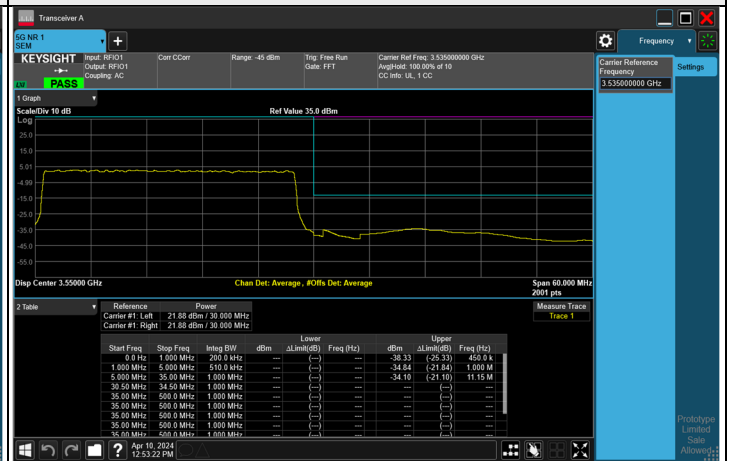 Transceiver A
5G NR 1
SEM
+
Frequency
KEYSIGHT
LXI
PASS
Input: RFIO1
Output: RFIO1
Coupling: AC
Corr CCorr
Range: -45 dBm
Trig: Free Run
Gate: FFT
Carrier Ref Freq: 3.535000000 GHz
Avg|Hold: 100.00% of 10
CC Info: UL, 1 CC
Carrier Reference
Frequency
3.535000000 GHz
Settings
1 Graph
Scale/Div 10 dB
Ref Value 35.0 dBm
Log
25.0
15.0
5.01
-4.99
-15.0
-25.0
-35.0
-45.0
-55.0
Disp Center 3.55000 GHz
Chan Det: Average, #Offs Det: Average
Span 60.000 MHz
2001 pts
2 Table
Reference Power
Carrier #1: Left 21.88 dBm / 30.000 MHz
Carrier #1: Right 21.88 dBm / 30.000 MHz
Measure Trace
Trace 1
Lower Upper
Start Freq Stop Freq Integ BW dBm ΔLimit(dB) Freq (Hz) dBm ΔLimit(dB) Freq (Hz)
0.0 Hz 1.000 MHz 200.0 kHz --- (---) --- -38.33 (-25.33) 450.0 k
1.000 MHz 5.000 MHz 510.0 kHz --- (---) --- -34.84 (-21.84) 1.000 M
5.000 MHz 35.00 MHz 1.000 MHz --- (---) --- -34.10 (-21.10) 11.15 M
30.50 MHz 34.50 MHz 1.000 MHz --- (---) --- --- (---) ---
35.00 MHz 500.0 MHz 1.000 MHz --- (---) --- --- (---) ---
35.00 MHz 500.0 MHz 1.000 MHz --- (---) --- --- (---) ---
35.00 MHz 500.0 MHz 1.000 MHz --- (---) --- --- (---) ---
35.00 MHz 500.0 MHz 1.000 MHz --- (---) --- --- (---) ---
35.00 MHz 500.0 MHz 1.000 MHz --- (---) --- --- (---) ---
Prototype
Limited
Sale
Allowed
?
Apr 10, 2024
12:53:22 PM